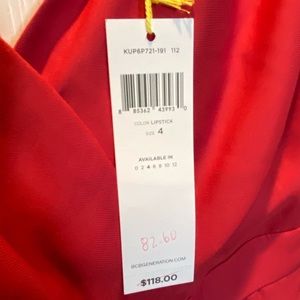 KUP6P721-191 112
8 85362 43993 0
COLOR LIPSTICK
SIZE 4
AVAILABLE IN
0 2 4 6 8 10 12
82.60
BCBGENERATION.COM
$118.00